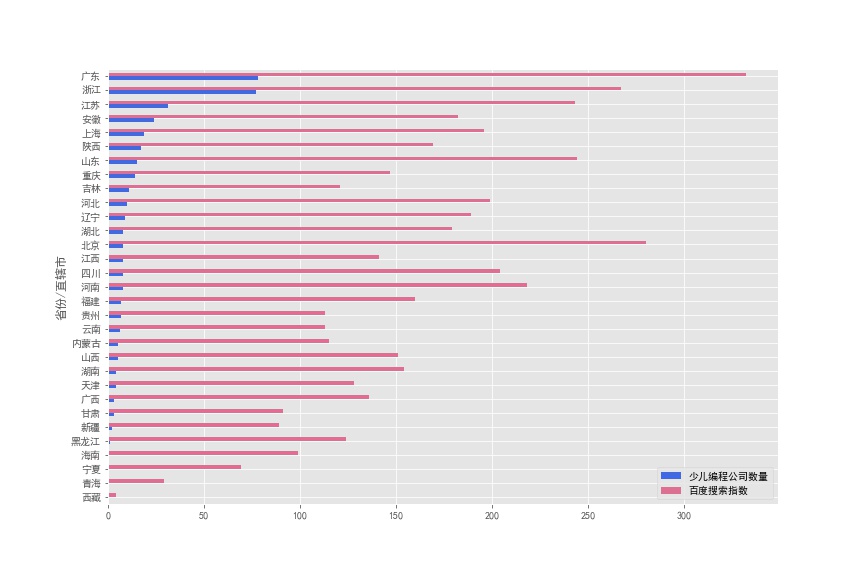 广东
浙江
江苏
安徽
上海
陕西
山东
重庆
吉林
河北
辽宁
湖北
北京
江西
四川
河南
福建
贵州
云南
内蒙古
山西
湖南
天津
广西
甘肃
新疆
黑龙江
海南
宁夏
青海
西藏
省份/直辖市
0 50 100 150 200 250 300
少儿编程公司数量
百度搜索指数